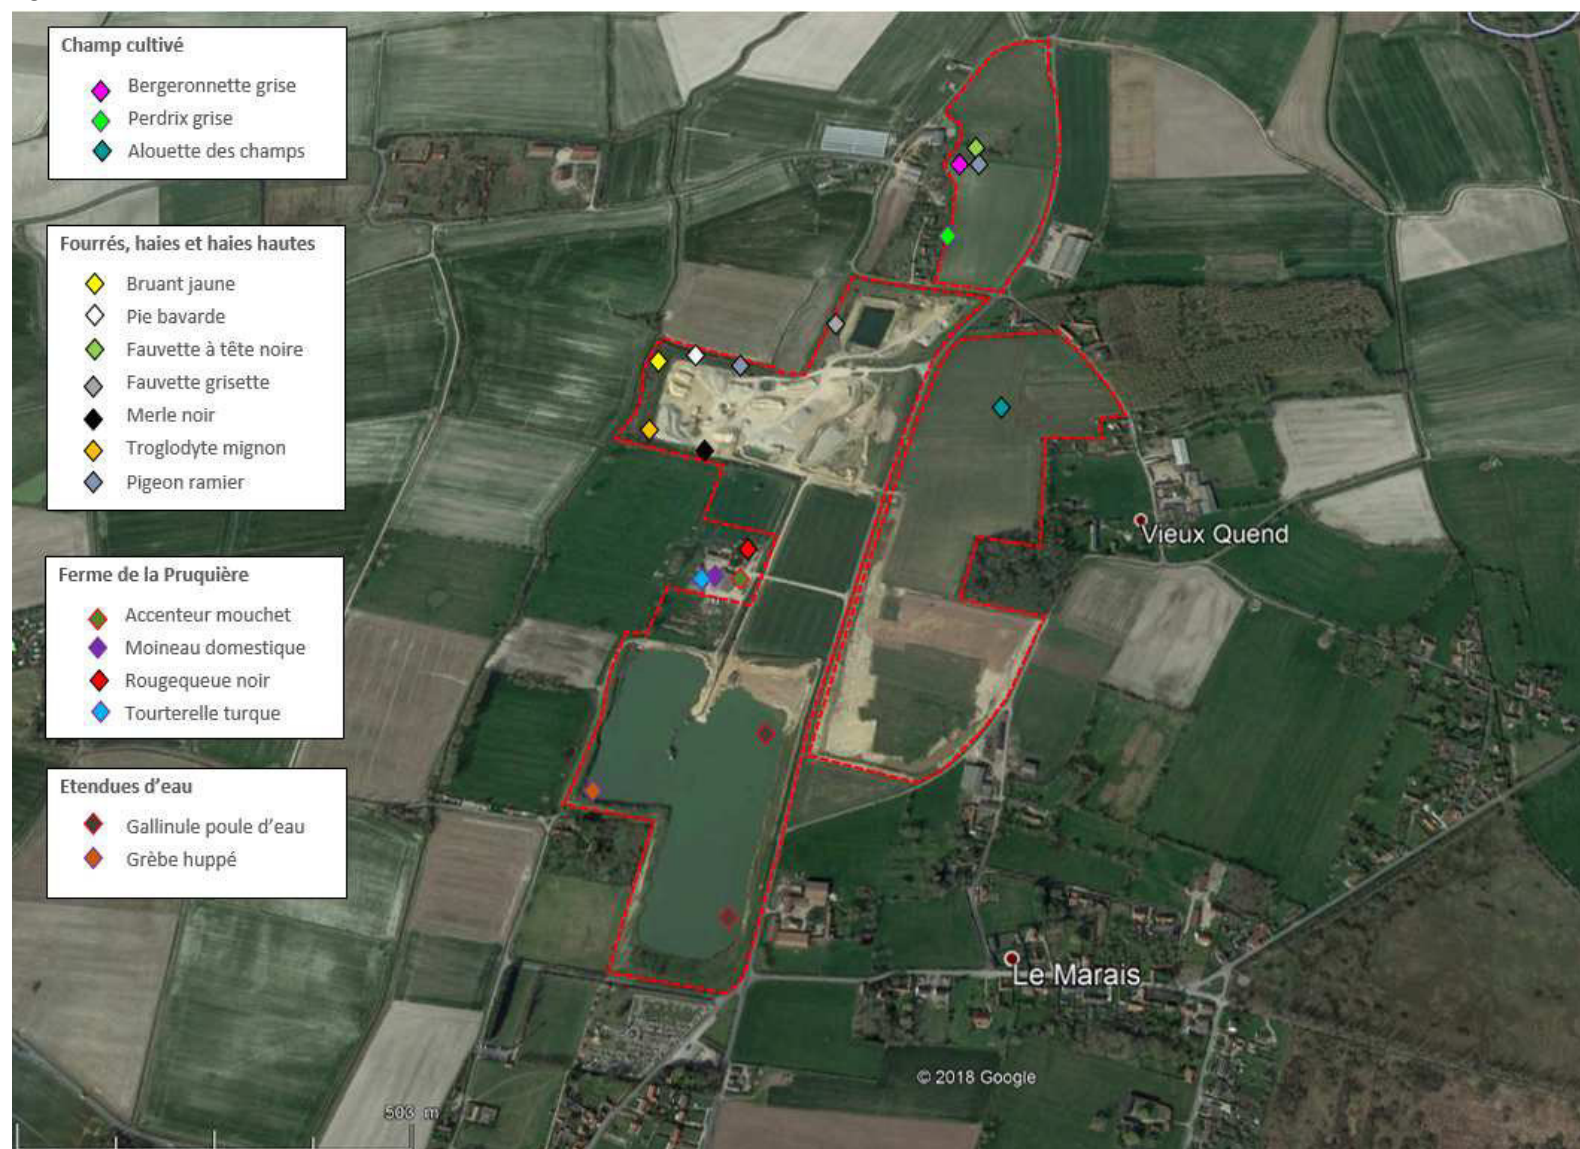 Champ cultivé
Bergeronnette grise
Perdrix grise
Alouette des champs
Fourrés, haies et haies hautes
Bruant jaune
Pie bavarde
Fauvette à tête noire
Fauvette grisette
Merle noir
Troglodyte mignon
Pigeon ramier
Ferme de la Pruquière
Accenteur mouchet
Moineau domestique
Rougequeue noir
Tourterelle turque
Etendues d'eau
Gallinule poule d'eau
Grèbe huppé
Vieux Quend
Le Marais
© 2018 Google
503 m